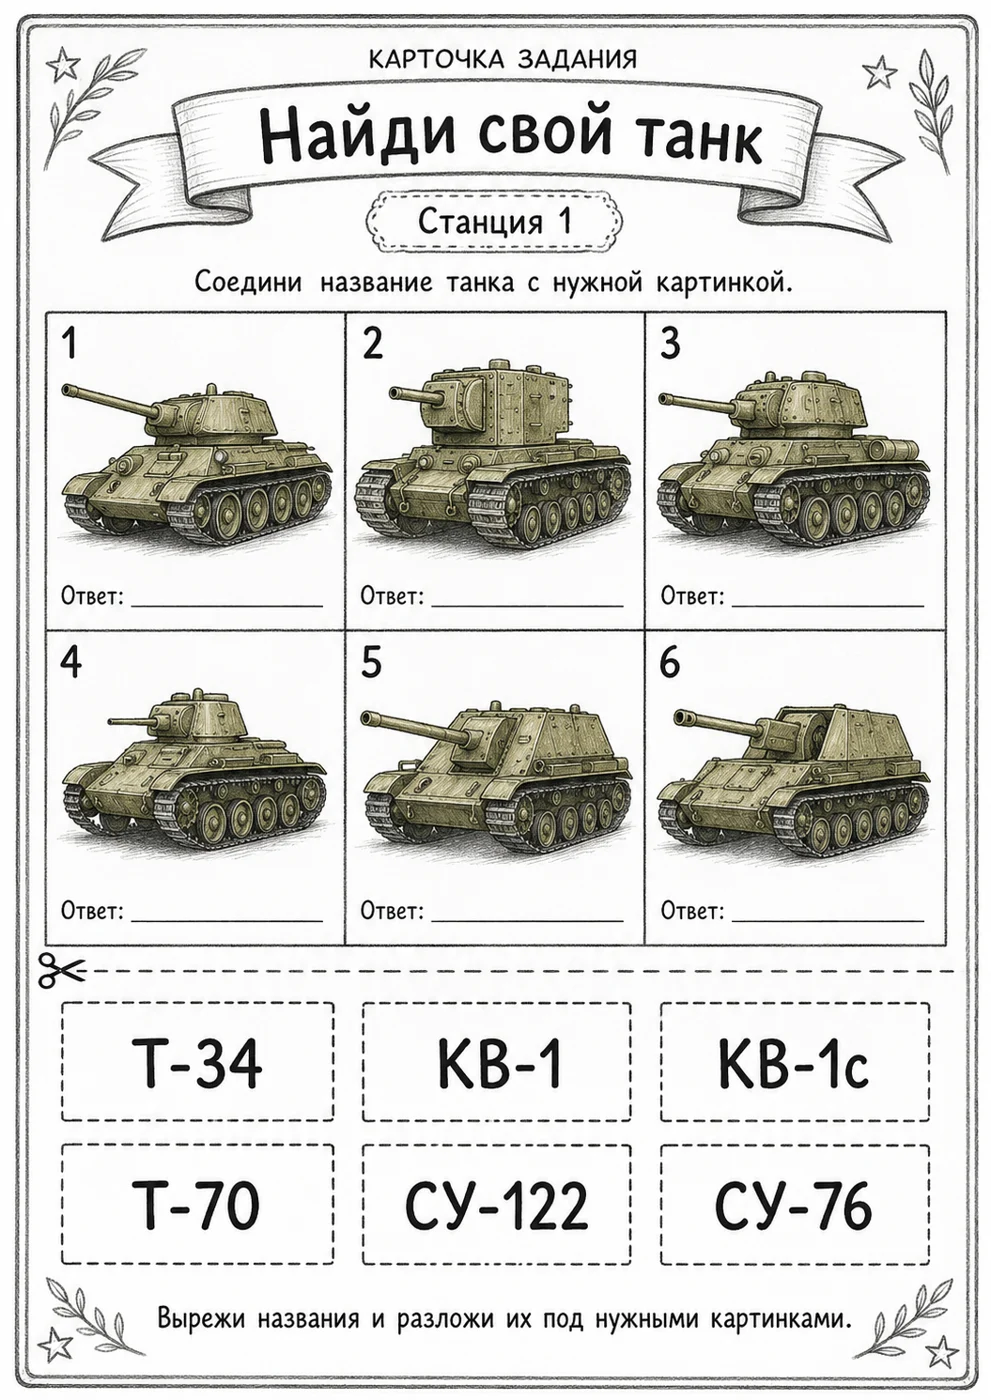 КАРТОЧКА ЗАДАНИЯ
Найди свой танк
Станция 1
Соедини название танка с нужной картинкой.
1
2
3
Ответ:
Ответ:
Ответ:
4
5
6
Ответ:
Ответ:
Ответ:
Т-34
КВ-1
КВ-1с
Т-70
СУ-122
СУ-76
Вырежи названия и разложи их под нужными картинками.